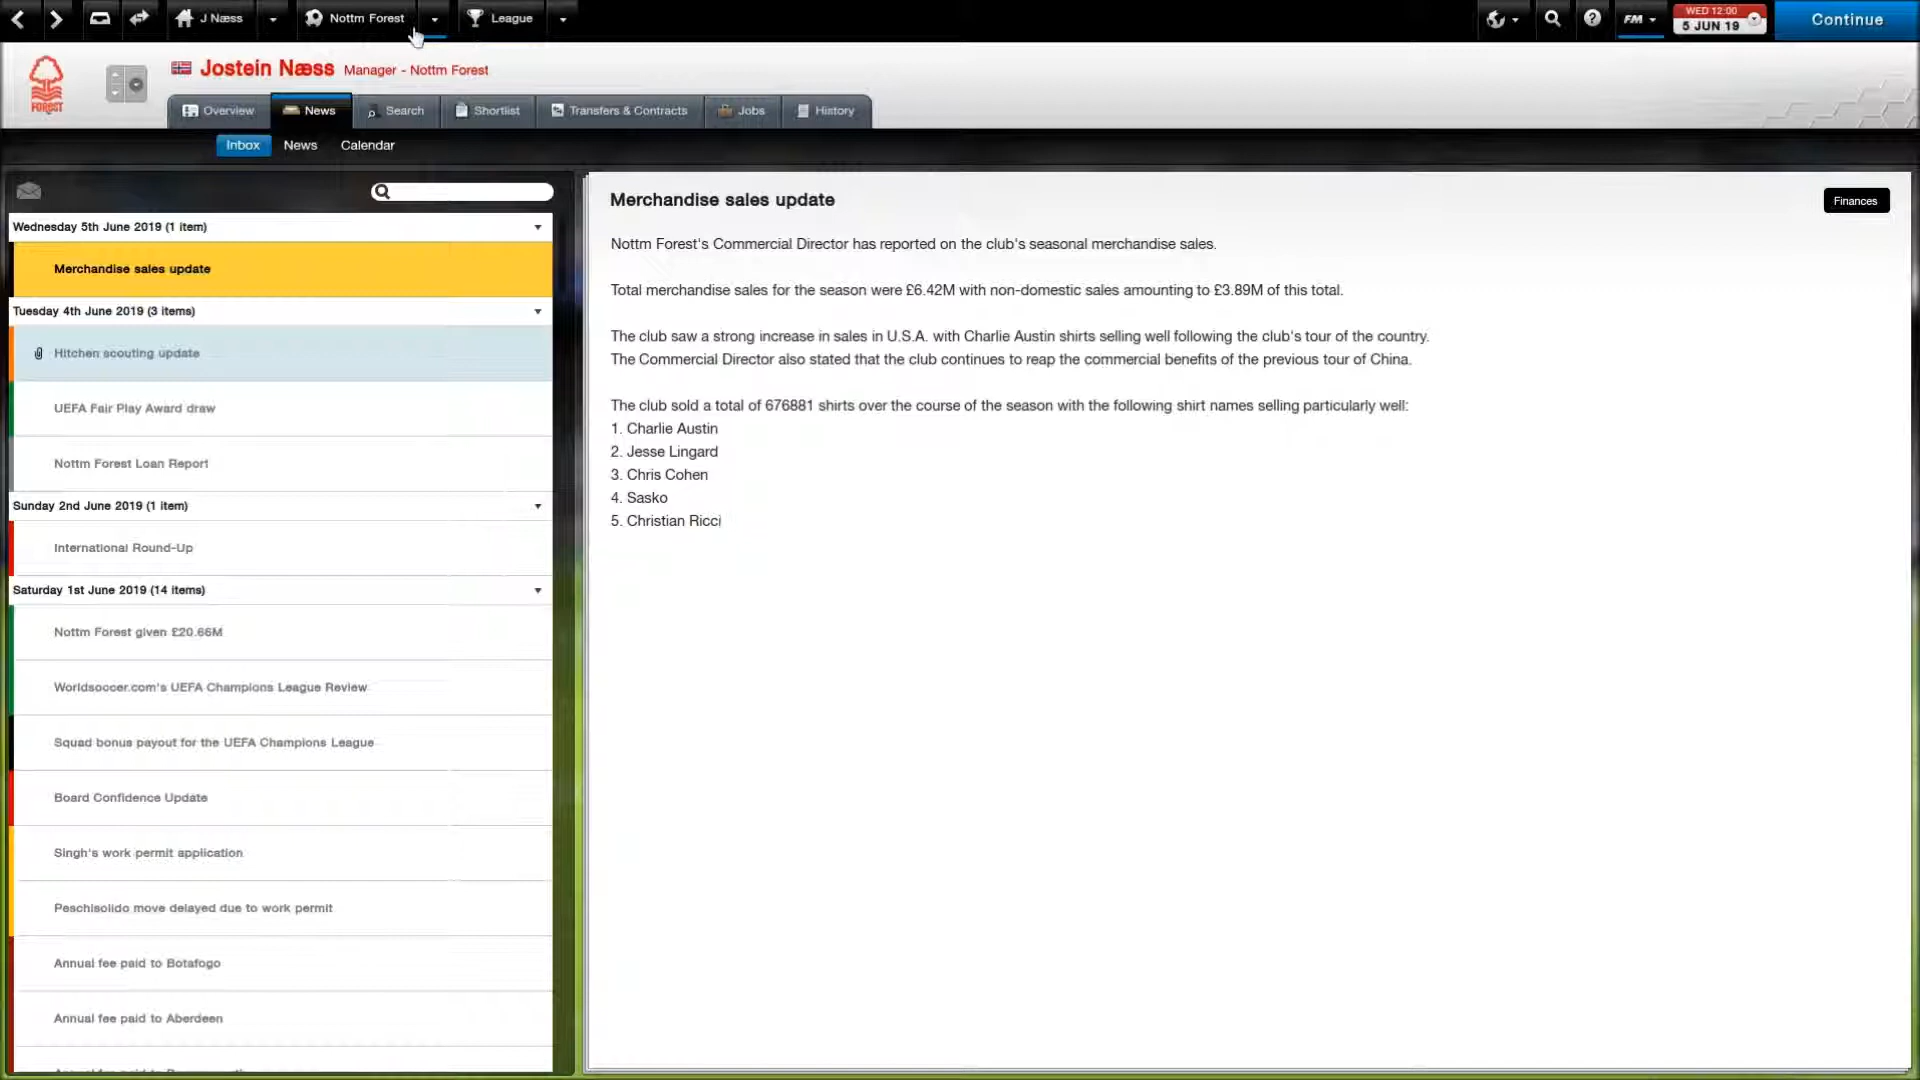 J Næss
Nottm Forest
League
FM
WED 12:00
5 JUN 19
Continue
FOREST
Jostein Næss
Manager - Nottm Forest
Overview
News
Search
Shortlist
Transfers & Contracts
Jobs
History
Inbox
News
Calendar
Wednesday 5th June 2019 (1 item)
Merchandise sales update
Tuesday 4th June 2019 (3 items)
Hitchen scouting update
UEFA Fair Play Award draw
Nottm Forest Loan Report
Sunday 2nd June 2019 (1 item)
International Round-Up
Saturday 1st June 2019 (14 items)
Nottm Forest given £20.66M
Worldsoccer.com's UEFA Champions League Review
Squad bonus payout for the UEFA Champions League
Board Confidence Update
Singh's work permit application
Peschisolido move delayed due to work permit
Annual fee paid to Botafogo
Annual fee paid to Aberdeen
Merchandise sales update
Finances
Nottm Forest's Commercial Director has reported on the club's seasonal merchandise sales.
Total merchandise sales for the season were £6.42M with non-domestic sales amounting to £3.89M of this total.
The club saw a strong increase in sales in U.S.A. with Charlie Austin shirts selling well following the club's tour of the country.
The Commercial Director also stated that the club continues to reap the commercial benefits of the previous tour of China.
The club sold a total of 676881 shirts over the course of the season with the following shirt names selling particularly well:
1. Charlie Austin
2. Jesse Lingard
3. Chris Cohen
4. Sasko
5. Christian Ricci